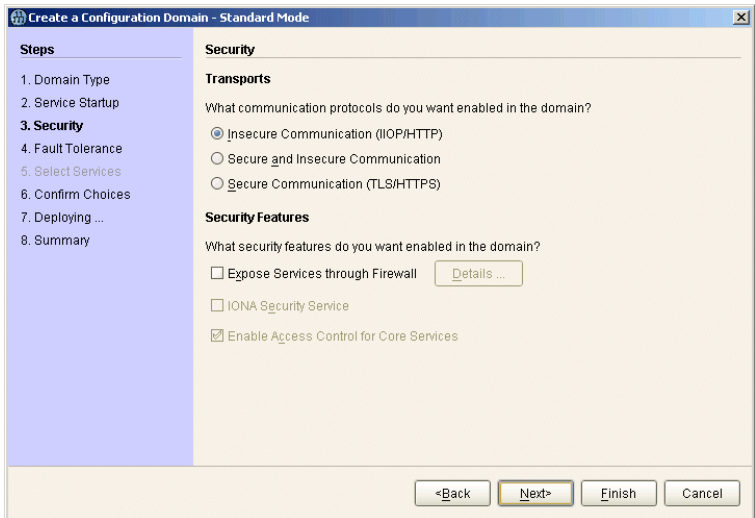 Create a Configuration Domain - Standard Mode
Steps
1. Domain Type
2. Service Startup
3. Security
4. Fault Tolerance
5. Select Services
6. Confirm Choices
7. Deploying ...
8. Summary
Security
Transports
What communication protocols do you want enabled in the domain?
Insecure Communication (IIOP/HTTP)
Secure and Insecure Communication
Secure Communication (TLS/HTTPS)
Security Features
What security features do you want enabled in the domain?
Expose Services through Firewall Details ...
IONA Security Service
Enable Access Control for Core Services
<Back Next> Finish Cancel